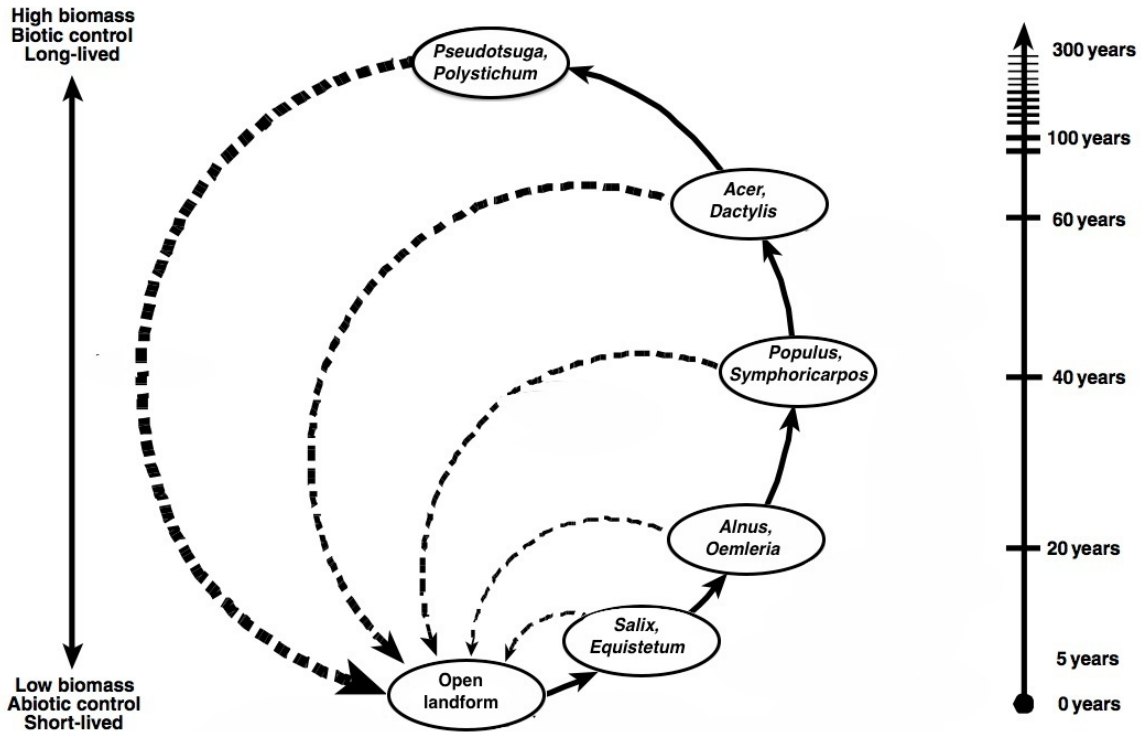 High biomass
Biotic control
Long-lived
Pseudotsuga,
Polystichum
300 years
100 years
Acer,
Dactylis
60 years
Populus,
Symphoricarpos
40 years
Alnus,
Oemleria
20 years
Salix,
Equistetum
5 years
Open
landform
Low biomass
Abiotic control
Short-lived
0 years